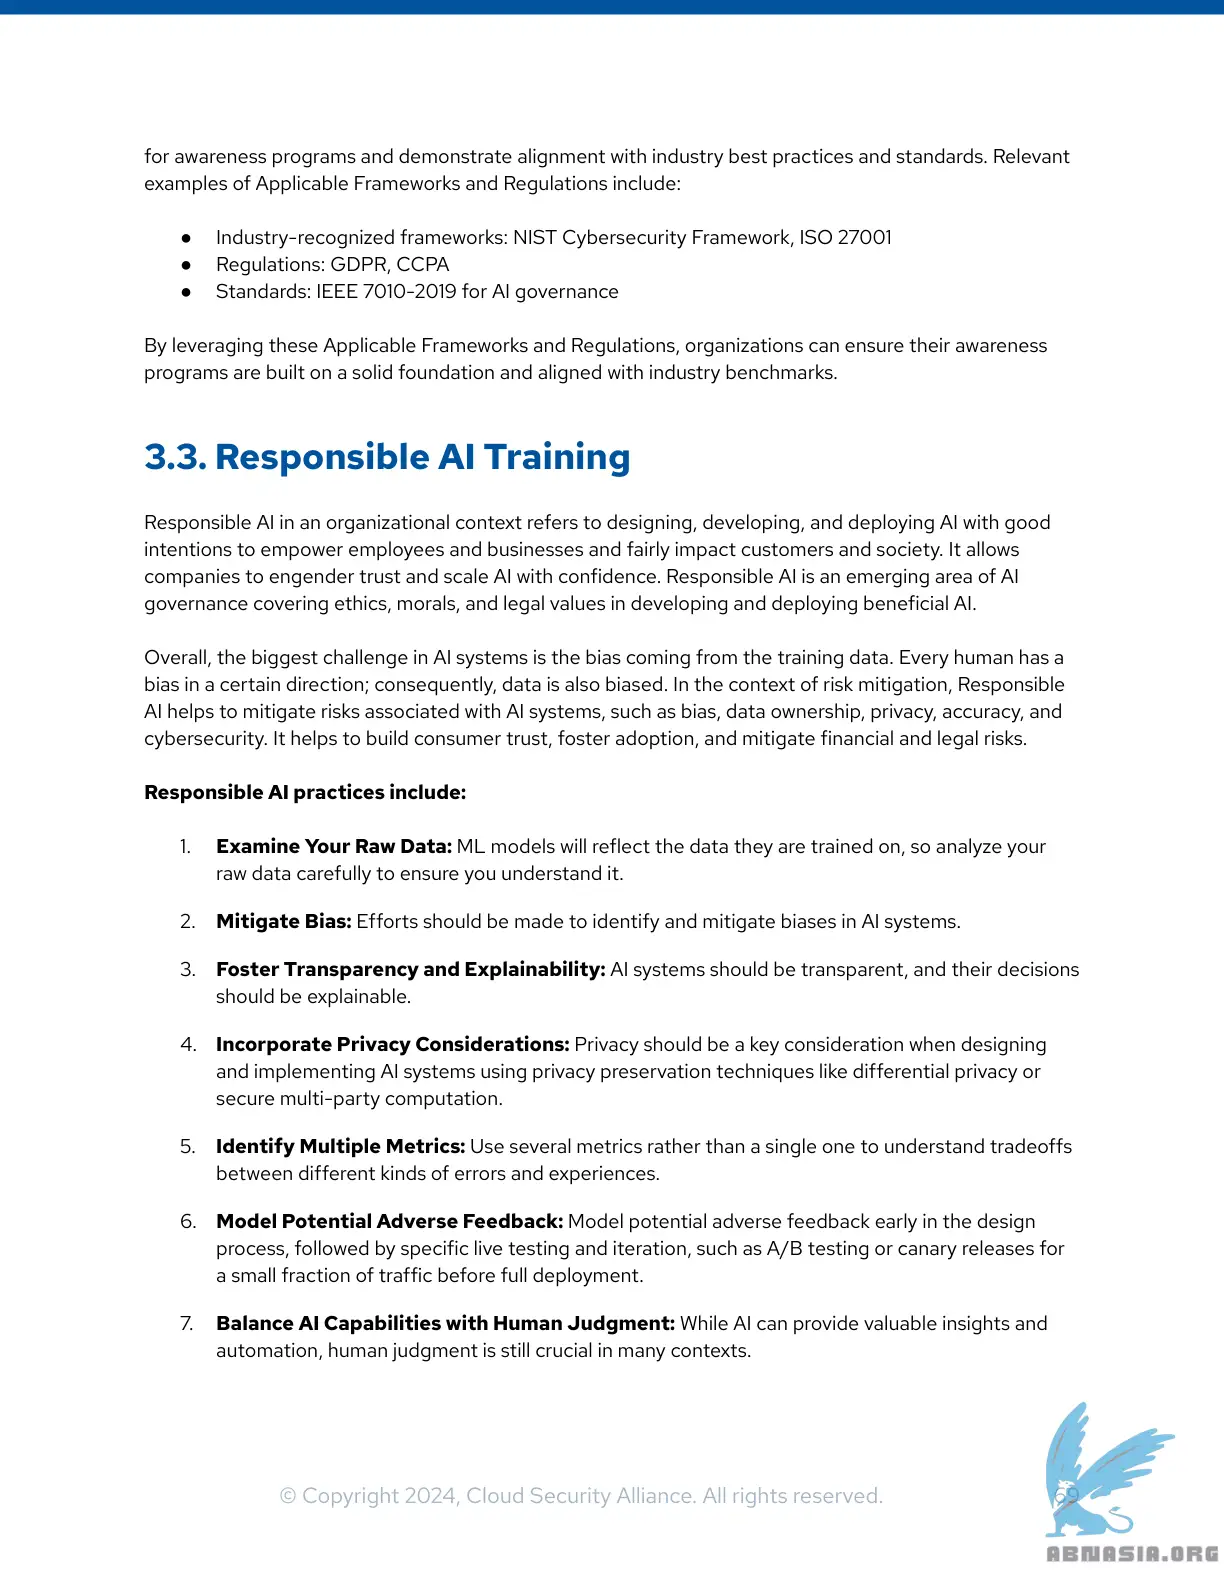 for awareness programs and demonstrate alignment with industry best practices and standards. Relevant
examples of Applicable Frameworks and Regulations include:
● Industry-recognized frameworks: NIST Cybersecurity Framework, ISO 27001
● Regulations: GDPR, CCPA
● Standards: IEEE 7010-2019 for AI governance
By leveraging these Applicable Frameworks and Regulations, organizations can ensure their awareness
programs are built on a solid foundation and aligned with industry benchmarks.
3.3. Responsible AI Training
Responsible AI in an organizational context refers to designing, developing, and deploying AI with good
intentions to empower employees and businesses and fairly impact customers and society. It allows
companies to engender trust and scale AI with confidence. Responsible AI is an emerging area of AI
governance covering ethics, morals, and legal values in developing and deploying beneficial AI.
Overall, the biggest challenge in AI systems is the bias coming from the training data. Every human has a
bias in a certain direction; consequently, data is also biased. In the context of risk mitigation, Responsible
AI helps to mitigate risks associated with AI systems, such as bias, data ownership, privacy, accuracy, and
cybersecurity. It helps to build consumer trust, foster adoption, and mitigate financial and legal risks.
Responsible AI practices include:
1. Examine Your Raw Data: ML models will reflect the data they are trained on, so analyze your
raw data carefully to ensure you understand it.
2. Mitigate Bias: Efforts should be made to identify and mitigate biases in AI systems.
3. Foster Transparency and Explainability: AI systems should be transparent, and their decisions
should be explainable.
4. Incorporate Privacy Considerations: Privacy should be a key consideration when designing
and implementing AI systems using privacy preservation techniques like differential privacy or
secure multi-party computation.
5. Identify Multiple Metrics: Use several metrics rather than a single one to understand tradeoffs
between different kinds of errors and experiences.
6. Model Potential Adverse Feedback: Model potential adverse feedback early in the design
process, followed by specific live testing and iteration, such as A/B testing or canary releases for
a small fraction of traffic before full deployment.
7. Balance AI Capabilities with Human Judgment: While AI can provide valuable insights and
automation, human judgment is still crucial in many contexts.
© Copyright 2024, Cloud Security Alliance. All rights reserved.
69
ABNASIA.ORG